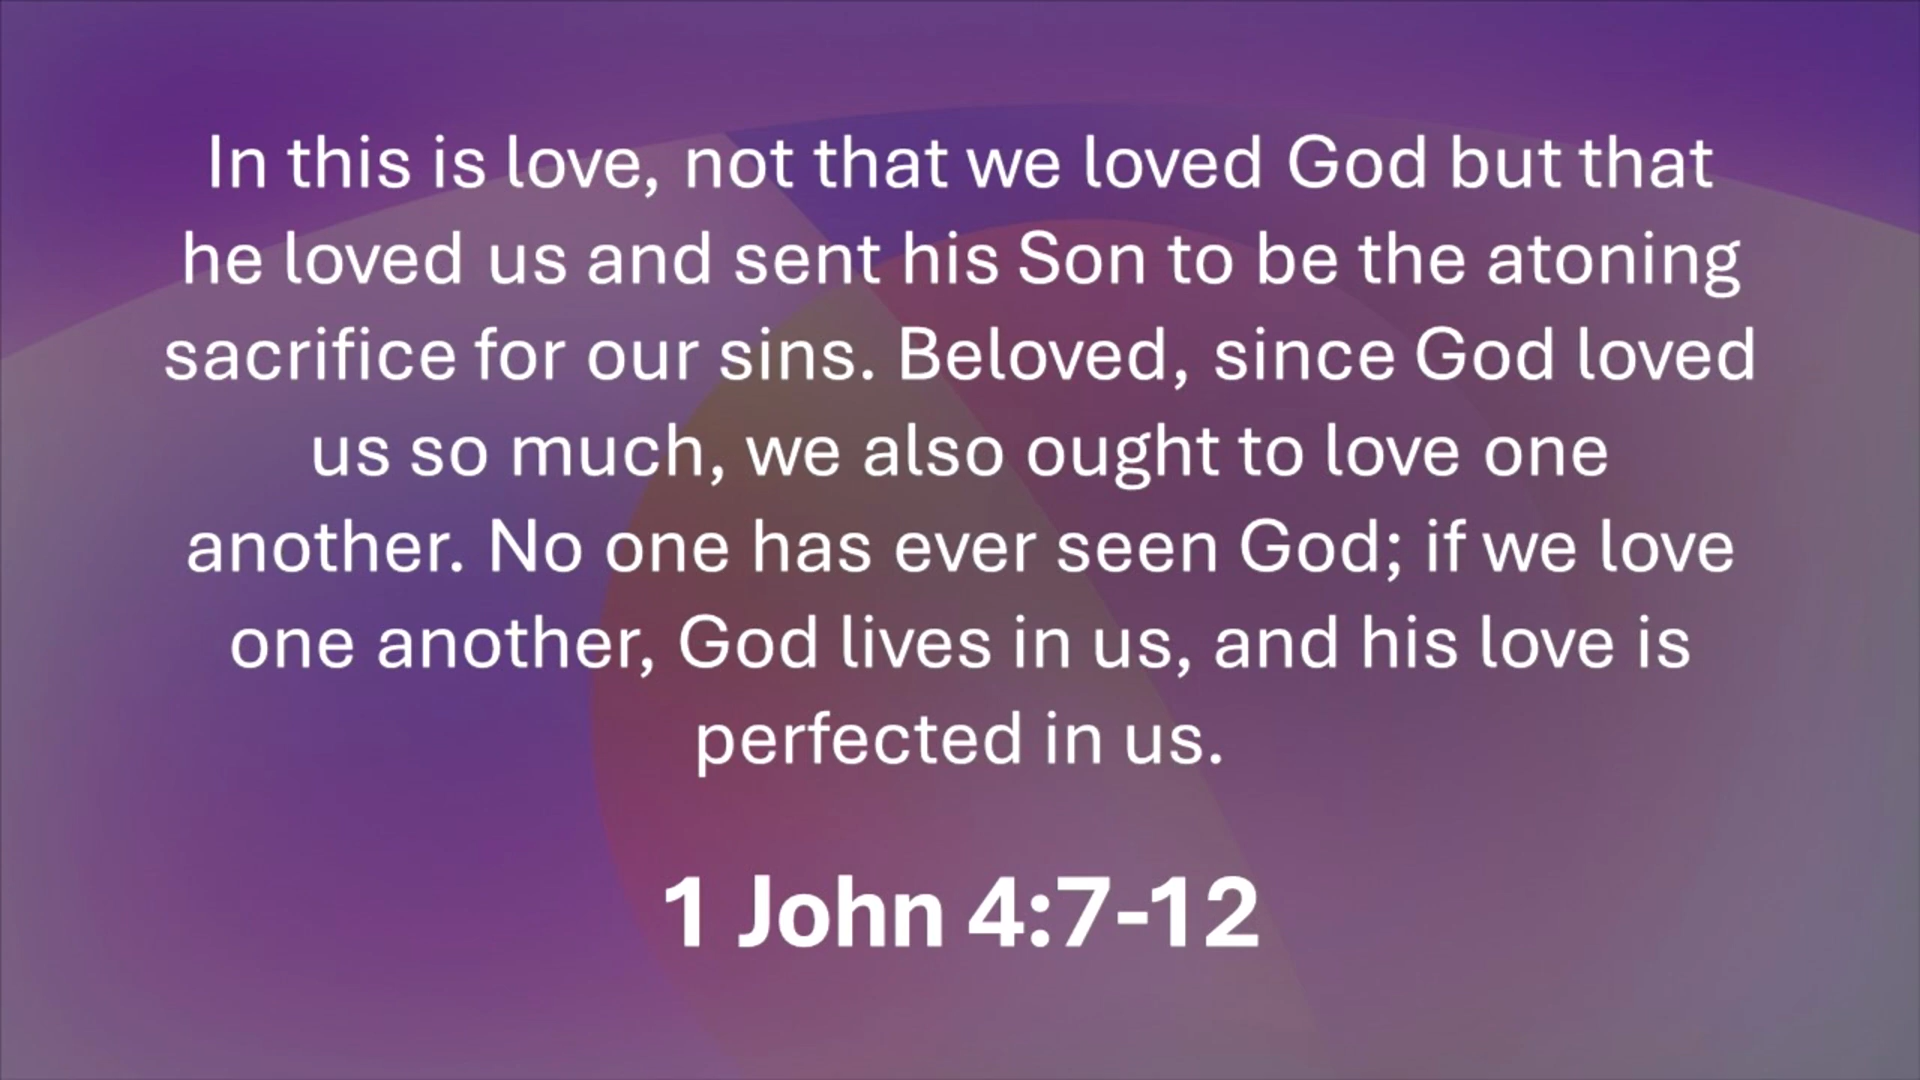 In this is love, not that we loved God but that
he loved us and sent his Son to be the atoning
sacrifice for our sins. Beloved, since God loved
us so much, we also ought to love one
another. No one has ever seen God; if we love
one another, God lives in us, and his love is
perfected in us.
1 John 4:7-12